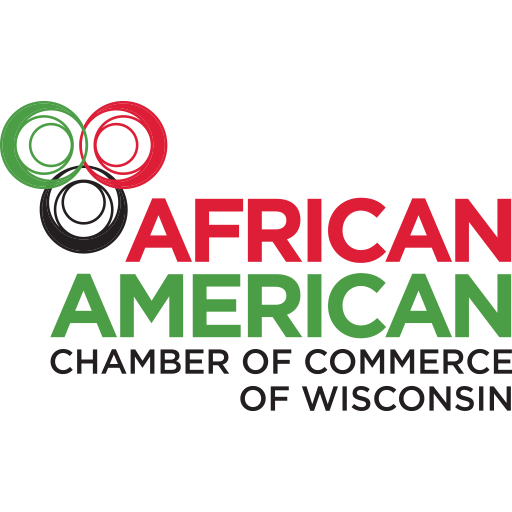 AFRICAN
AMERICAN
CHAMBER OF COMMERCE
OF WISCONSIN